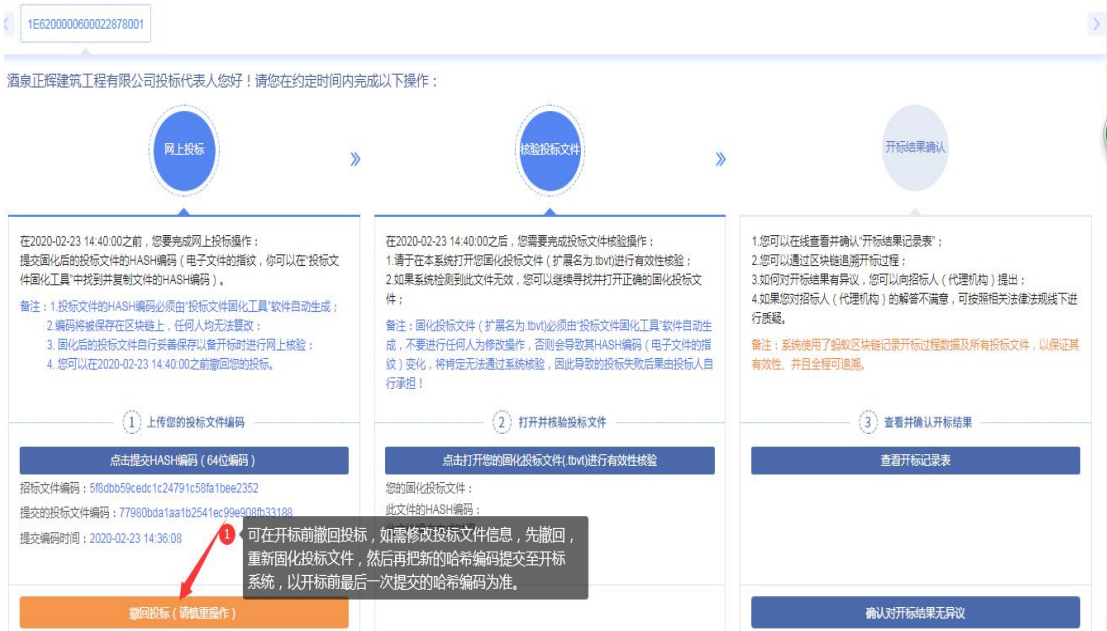 1E6200000600022878001
酒泉正辉建筑工程有限公司投标代表人您好！请您在约定时间内完成以下操作：
网上投标
核验投标文件
开标结果确认
在2020-02-23 14:40:00之前，您要完成网上投标操作：
提交固化后的投标文件的HASH编码（电子文件的指纹，你可以在“投标文
件固化工具”中找到并复制文件的HASH编码）。
备注：1.投标文件的HASH编码必须由“投标文件固化工具”软件自动生成；
2.编码将被保存在区块链上，任何人均无法篡改；
3. 固化后的投标文件自行妥善保存以备开标时进行网上核验；
4. 您可以在2020-02-23 14:40:00之前撤回您的投标。
在2020-02-23 14:40:00之后，您需要完成投标文件核验操作：
1.请于在本系统打开您固化投标文件（扩展名为.tbvt)进行有效性核验；
2.如果系统检测到此文件无效，您可以继续寻找并打开正确的固化投标文
件；
备注：固化投标文件（扩展名为.tbvt)必须由“投标文件固化工具”软件自动生
成，不要进行任何人为修改操作，否则会导致其HASH编码（电子文件的指
纹）变化，将肯定无法通过系统核验，因此导致的投标失败后果由投标人自
行承担！
1.您可以在线查看并确认“开标结果记录表”；
2.您可以通过区块链追溯开标过程；
3.如何对开标结果有异议，您可以向招标人（代理机构）提出；
4.如果您对招标人（代理机构）的解答不满意，可按照相关法律法规线下进
行质疑。
备注：系统使用了蚂蚁区块链记录开标过程数据及所有投标文件，以保证其
有效性、并且全程可追溯。
1 上传您的投标文件编码
2 打开并核验投标文件
3 查看并确认开标结果
点击提交HASH编码（64位编码）
点击打开您的固化投标文件(.tbvt)进行有效性核验
查看开标记录表
招标文件编码：5f8dbb59cedc1c24791c58fa1bee2352
提交的投标文件编码：77980bda1aa1b2541ec99e908fb33188
提交编码时间：2020-02-23 14:36:08
您的固化投标文件：
此文件的HASH编码：
1 可在开标前撤回投标，如需修改投标文件信息，先撤回，
重新固化投标文件，然后再把新的哈希编码提交至开标
系统，以开标前最后一次提交的哈希编码为准。
撤回投标（请慎重操作）
确认对开标结果无异议